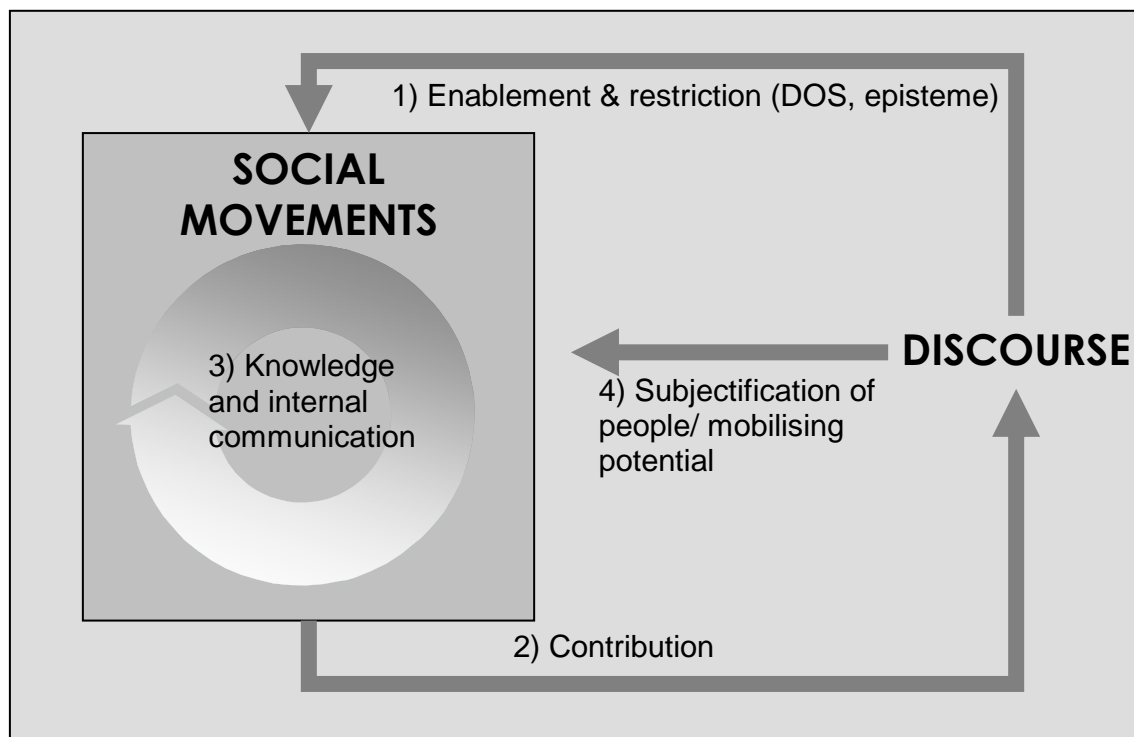 1) Enablement & restriction (DOS, episteme)
SOCIAL
MOVEMENTS
3) Knowledge
and internal
communication
DISCOURSE
4) Subjectification of
people/ mobilising
potential
2) Contribution